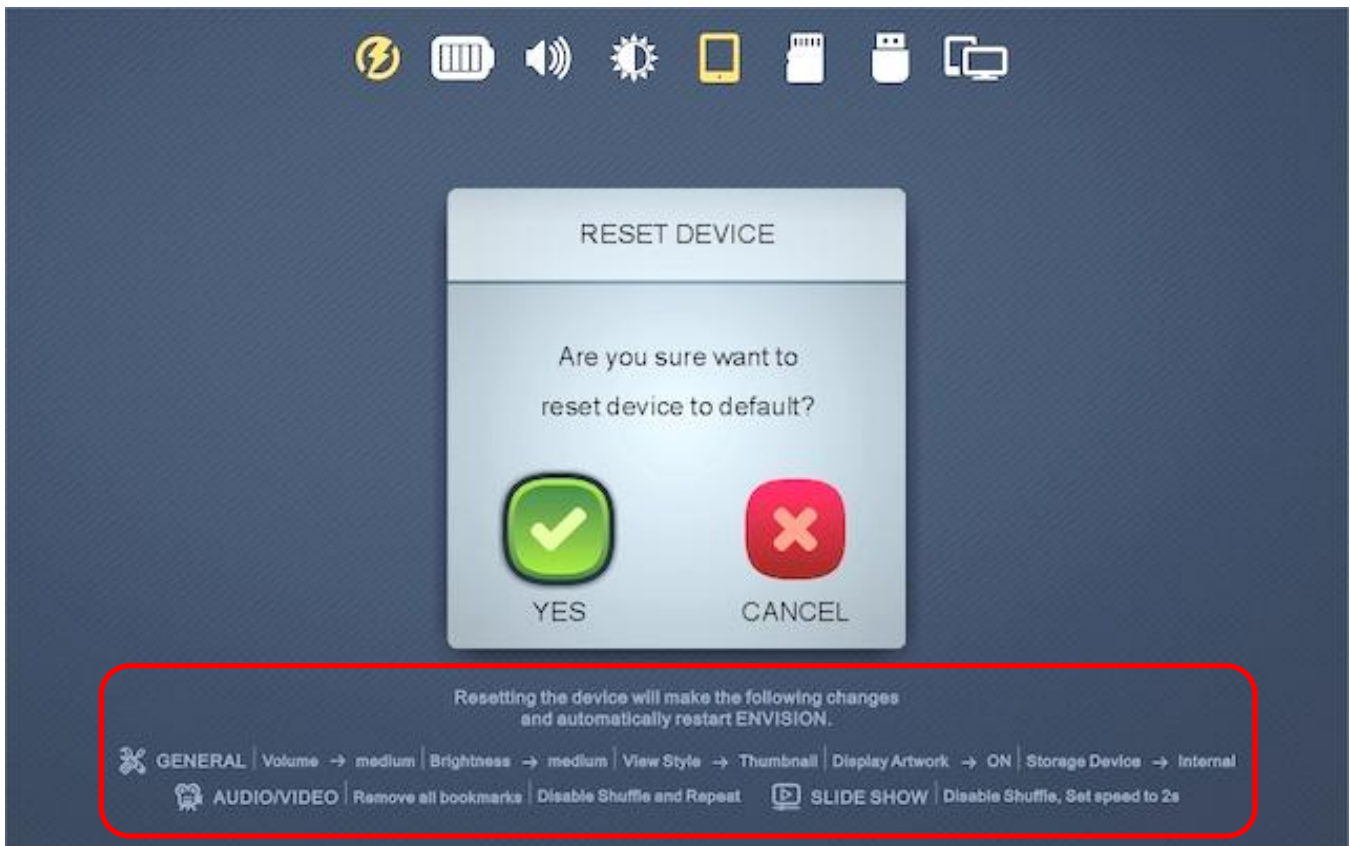 RESET DEVICE
Are you sure want to
reset device to default?
YES
CANCEL
Resetting the device will make the following changes
and automatically restart ENVISION.
GENERAL | Volume → medium | Brightness → medium | View Style → Thumbnail | Display Artwork → ON | Storage Device → Internal
AUDIO/VIDEO | Remove all bookmarks | Disable Shuffle and Repeat SLIDE SHOW | Disable Shuffle, Set speed to 2s